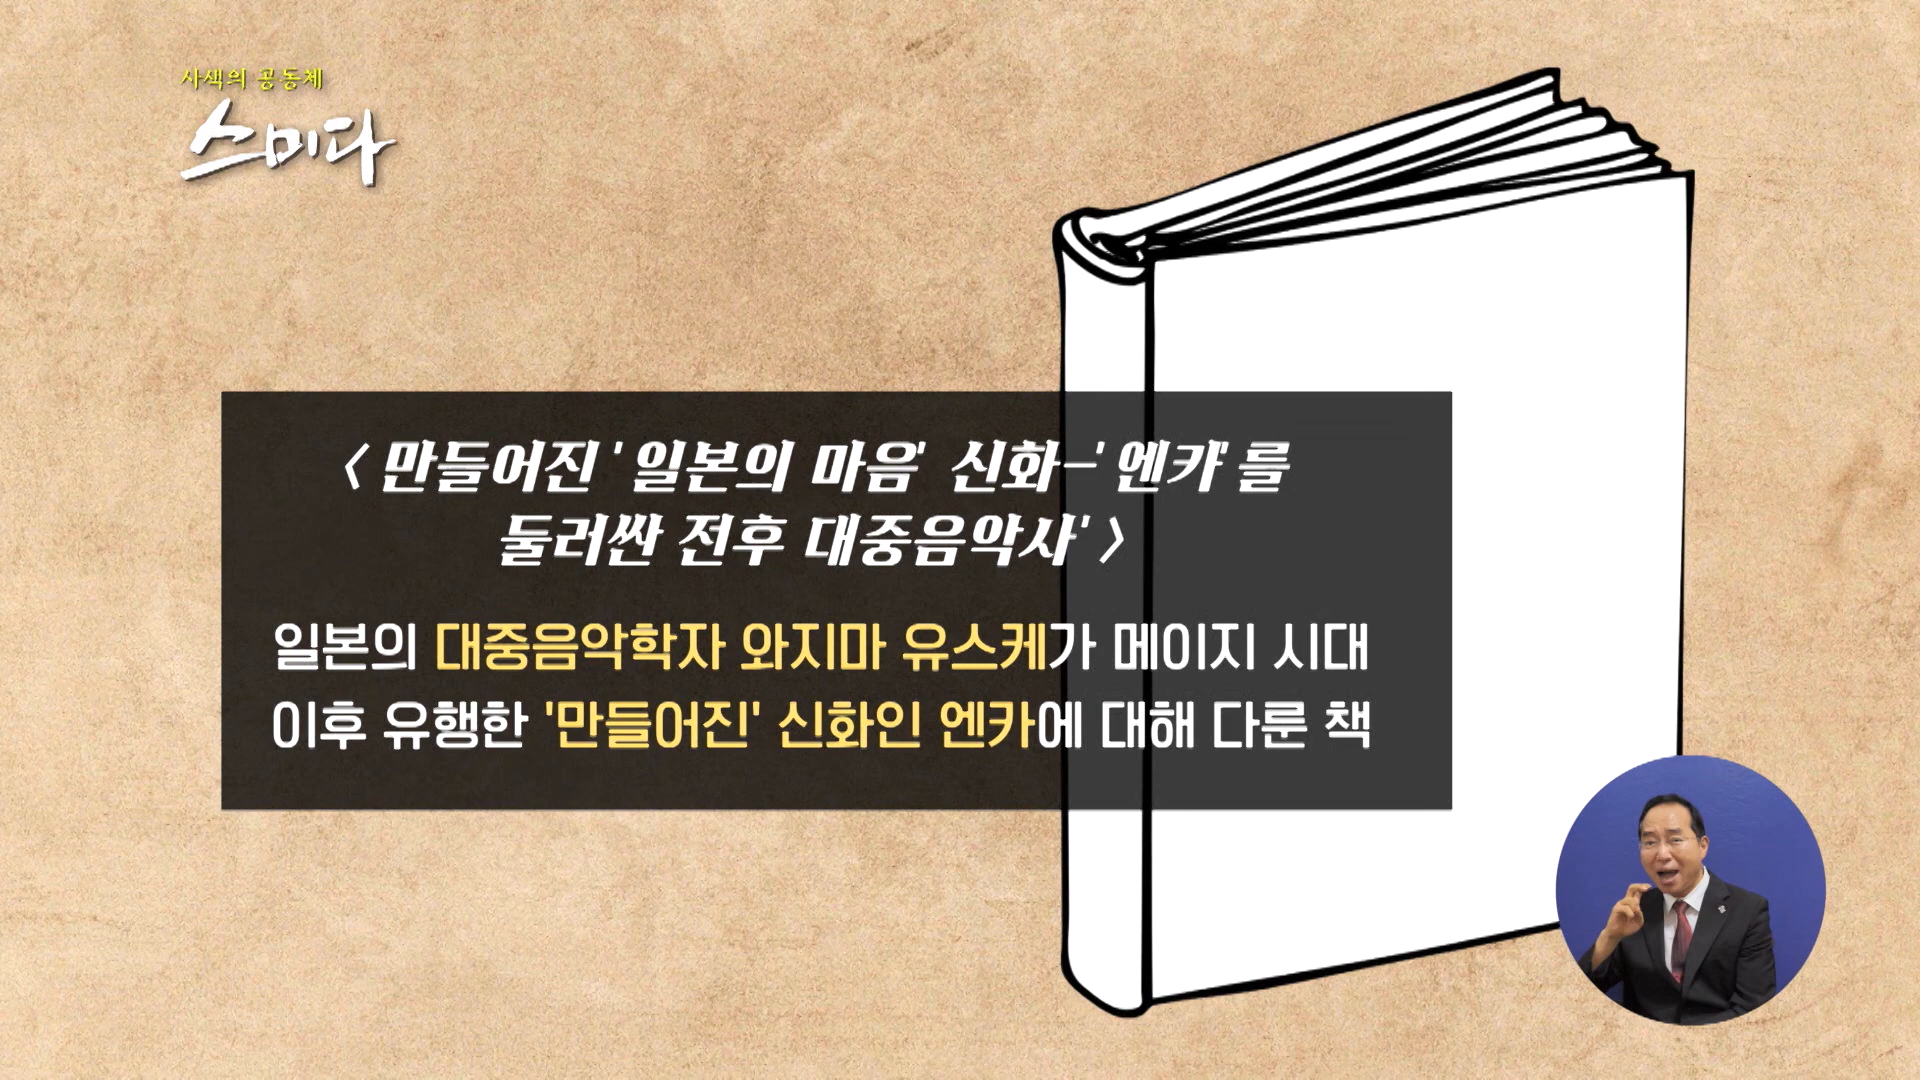 사색의 공동체
스미다
< 만들어진 '일본의 마음' 신화-'엔카'를
둘러싼 전후 대중음악사' >
일본의 대중음악학자 와지마 유스케가 메이지 시대
이후 유행한 '만들어진' 신화인 엔카에 대해 다룬 책